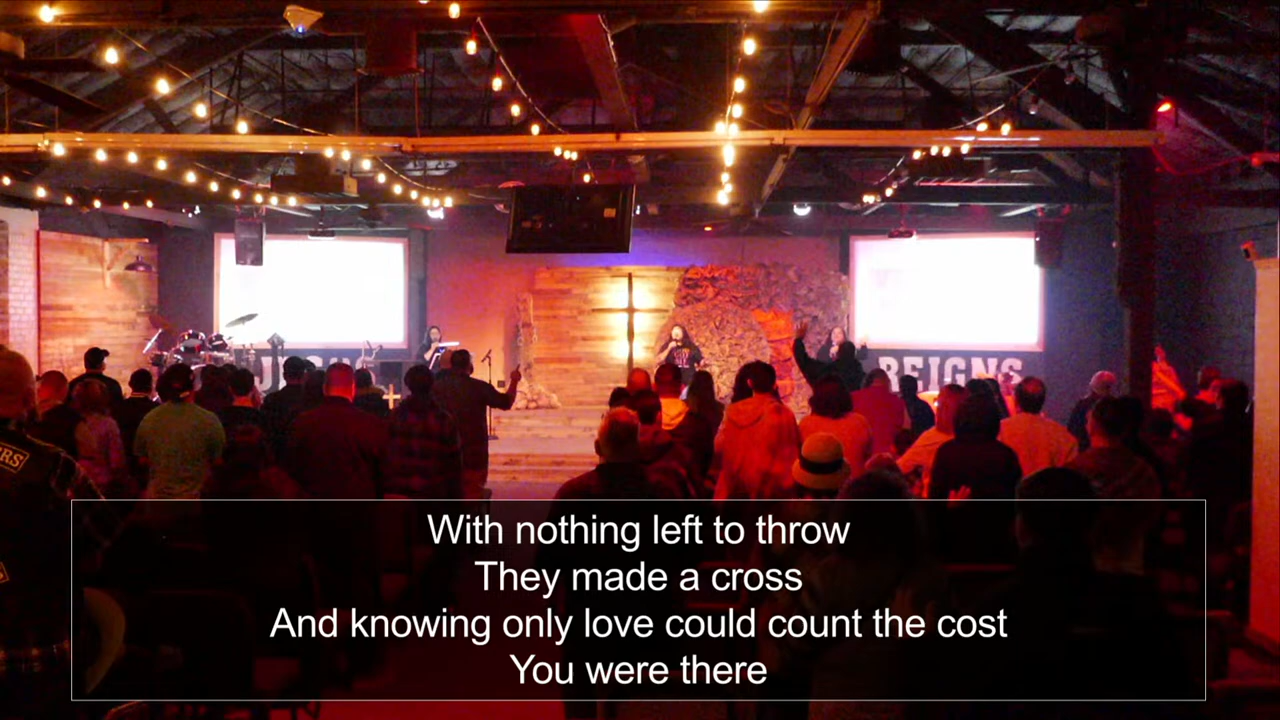 REIGNS
With nothing left to throw
They made a cross
And knowing only love could count the cost
You were there